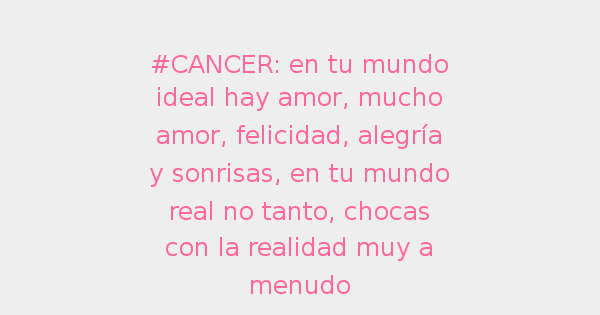 #CANCER: en tu mundo
ideal hay amor, mucho
amor, felicidad, alegría
y sonrisas, en tu mundo
real no tanto, chocas
con la realidad muy a
menudo